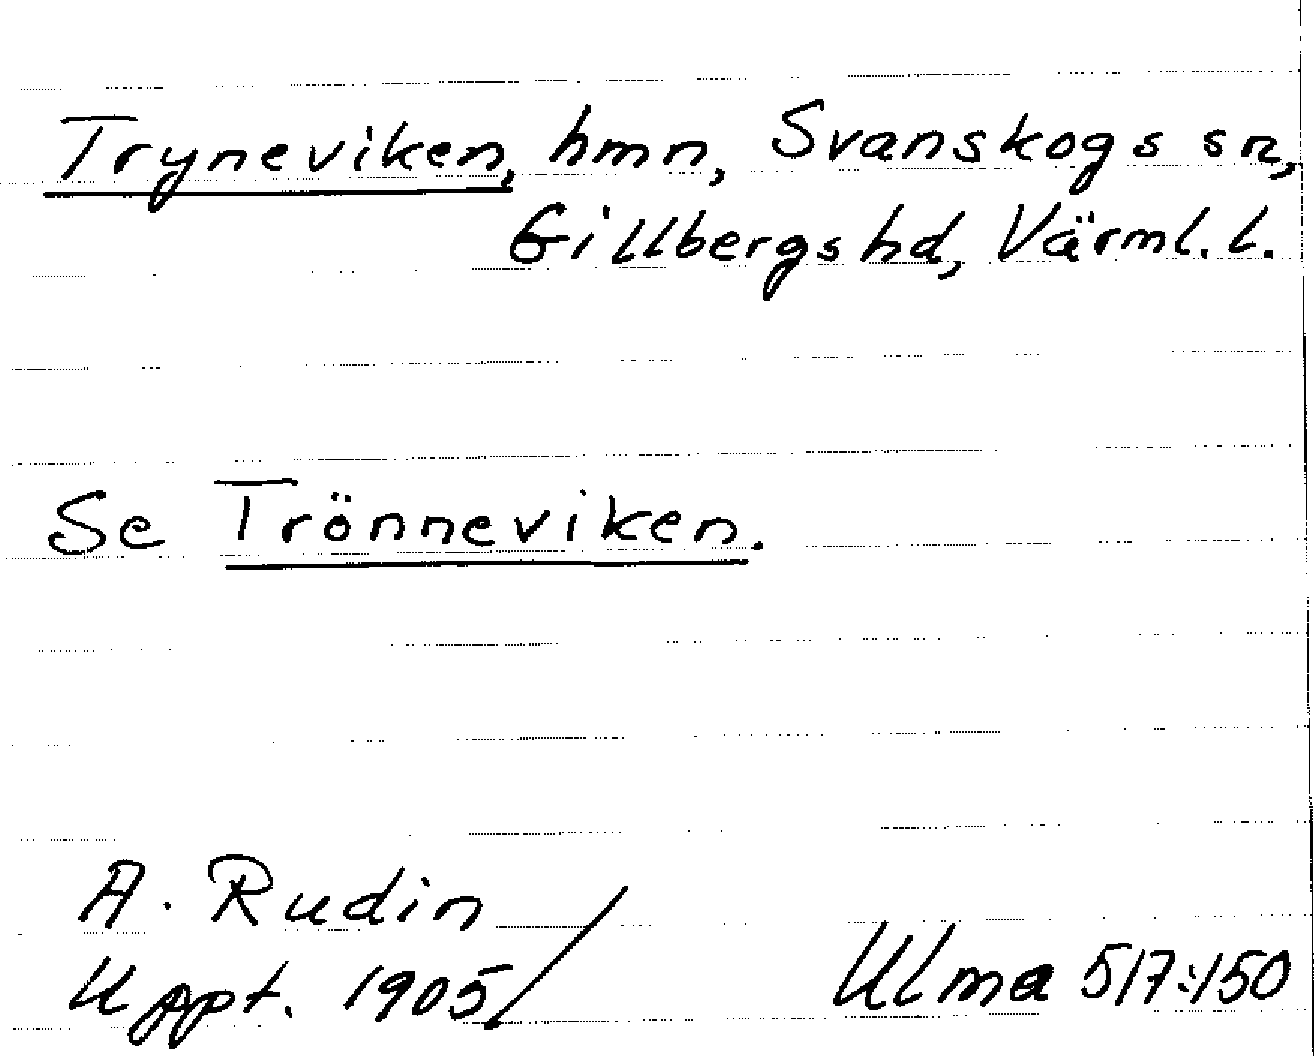 Tryneviken, hmn, Svanskogs sn,
Gillbergs hd, Värml. l.
Se Trönneviken.
A. Rudin
Uppt. 1905/
Ulma 517:150